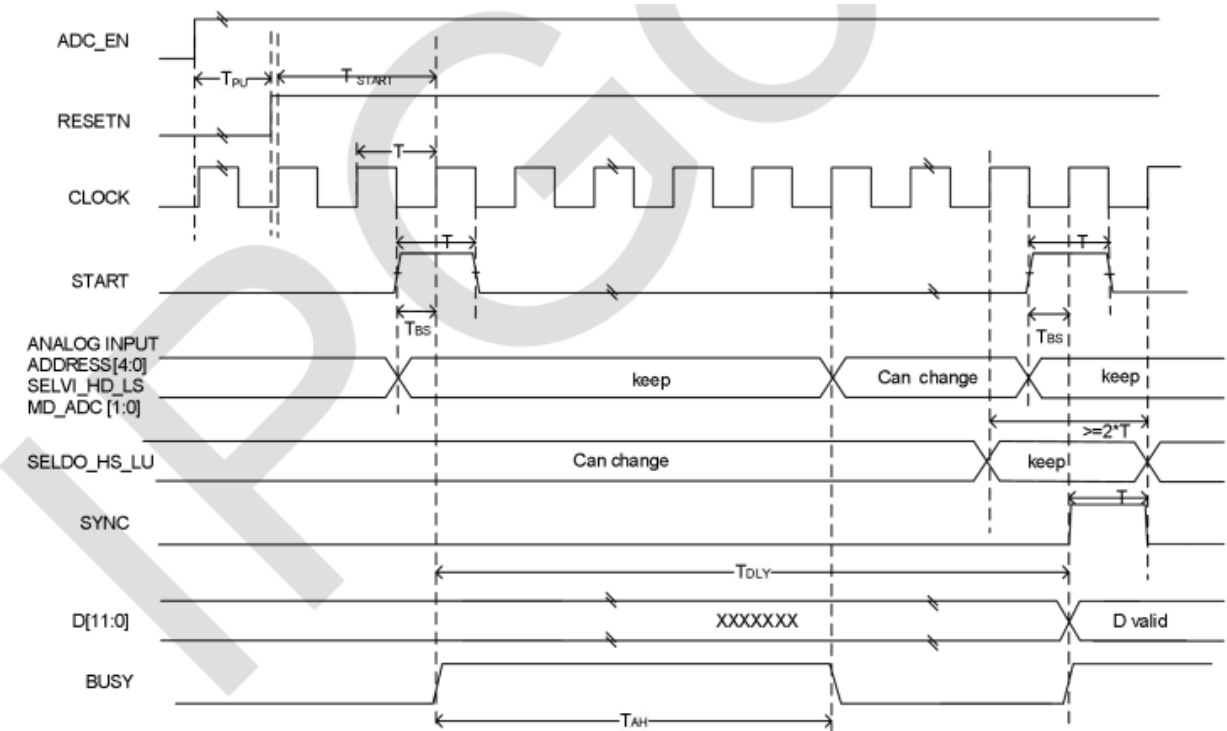 ADC_EN
TPU
TSTART
RESETN
T
CLOCK
T
T
START
TBS
TBS
ANALOG INPUT
ADDRESS[4:0]
SELVI_HD_LS
MD_ADC [1:0]
keep
Can change
keep
>=2*T
SELDO_HS_LU
Can change
keep
T
SYNC
TDLY
D[11:0]
XXXXXXX
D valid
BUSY
TAH
IPGO